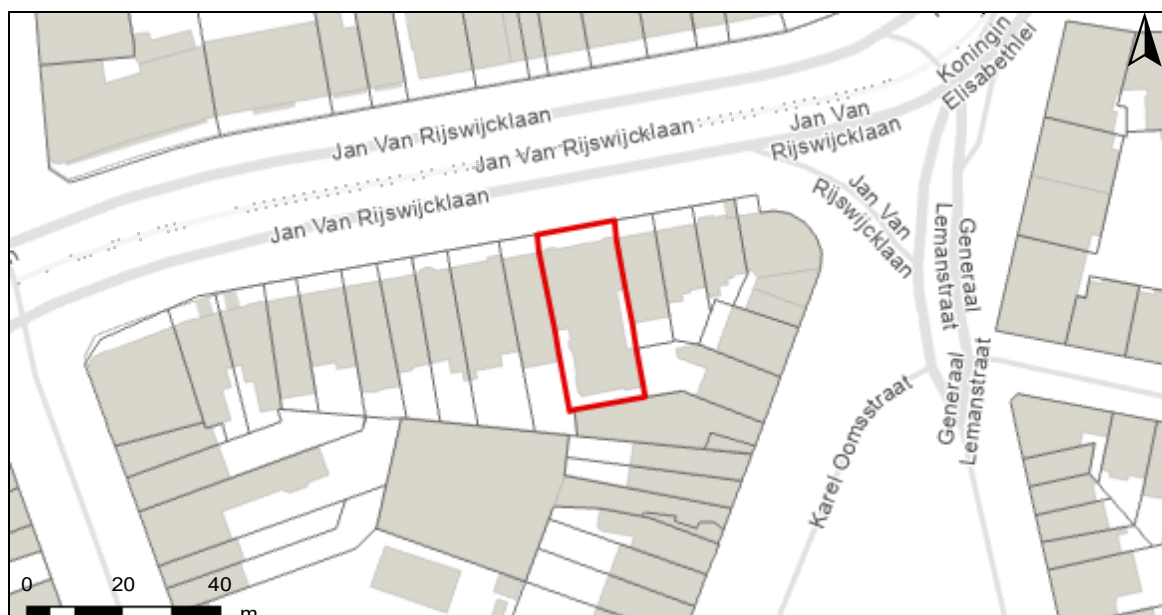 Koningin
Elisabethlei
Jan Van Rijswijcklaan
Jan Van Rijswijcklaan
Jan Van
Rijswijcklaan
Jan Van Rijswijcklaan
Jan Van
Rijswijcklaan
Generaal
Lemanstraat
Generaal
Lemanstraat
Karel Oomsstraat
0 20 40
m